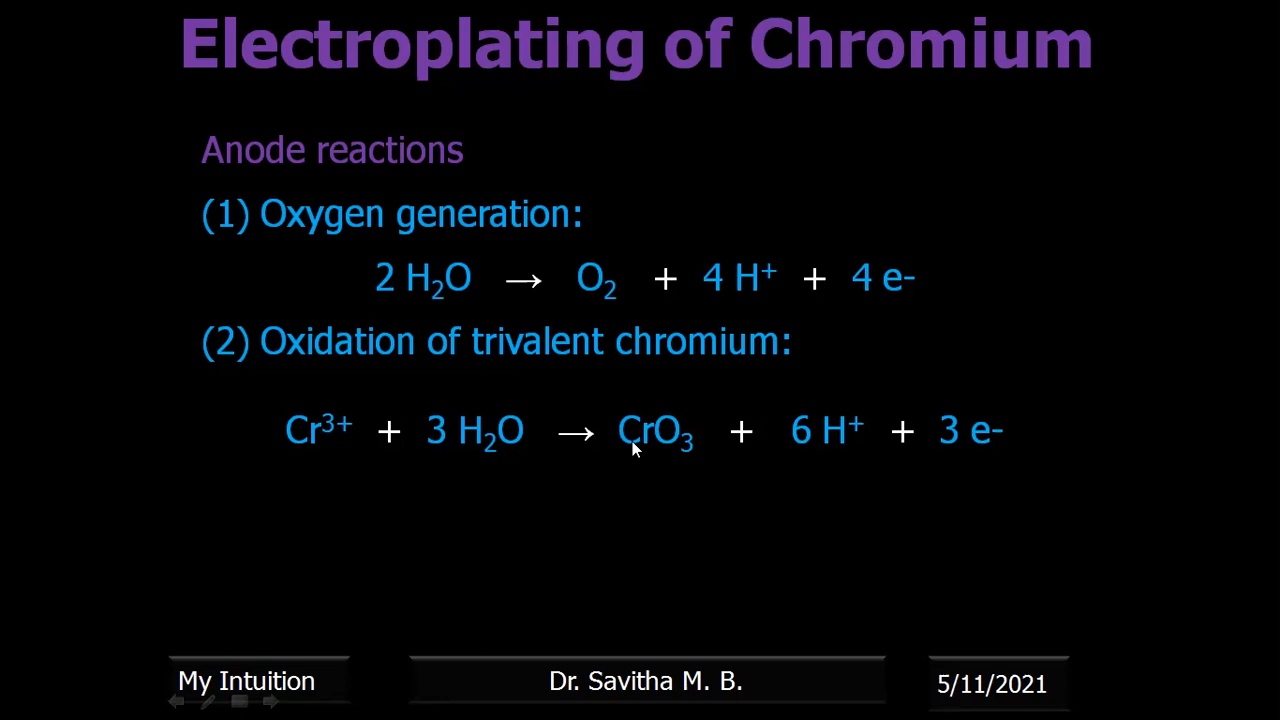 Electroplating of Chromium
Anode reactions
(1) Oxygen generation:
2 H₂O → O₂ + 4 H⁺ + 4 e-
(2) Oxidation of trivalent chromium:
Cr³⁺ + 3 H₂O → CrO₃ + 6 H⁺ + 3 e-
My Intuition
Dr. Savitha M. B.
5/11/2021